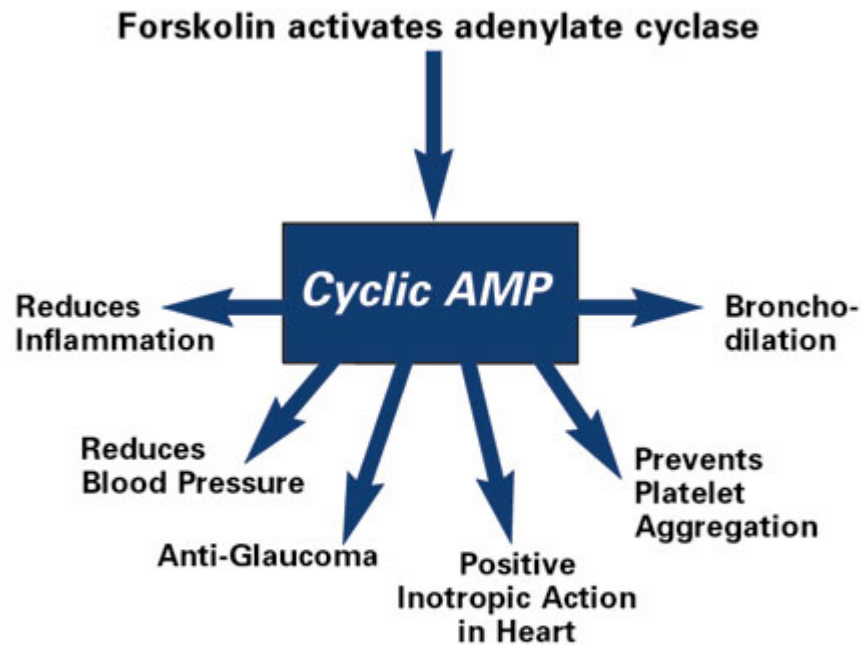 Forskolin activates adenylate cyclase
Cyclic AMP
Reduces
Inflammation
Broncho-
dilation
Reduces
Blood Pressure
Prevents
Platelet
Aggregation
Anti-Glaucoma
Positive
Inotropic Action
in Heart